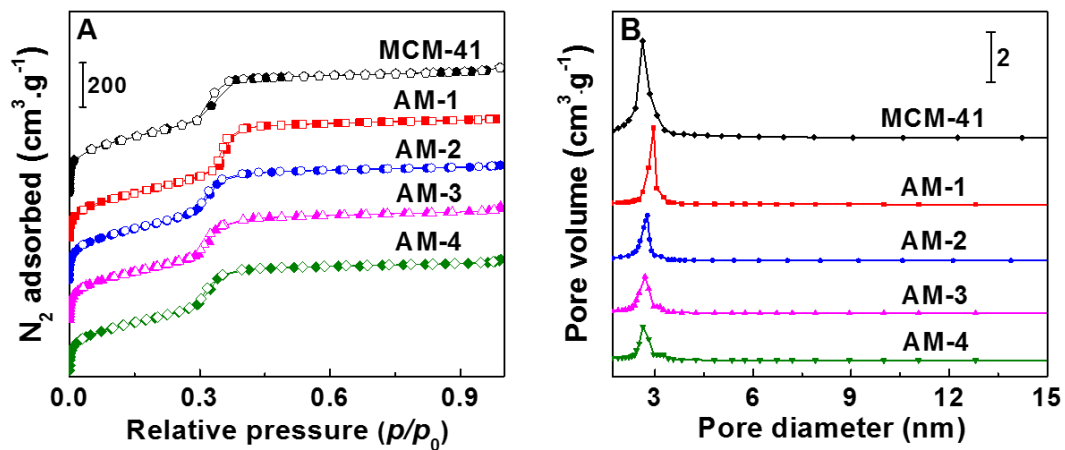 A
MCM-41
200
AM-1
AM-2
AM-3
AM-4
N2 adsorbed (cm3.g-1)
0.0 0.3 0.6 0.9
Relative pressure (p/p0)
B
2
MCM-41
AM-1
AM-2
AM-3
AM-4
Pore volume (cm3·g-1)
3 6 9 12 15
Pore diameter (nm)